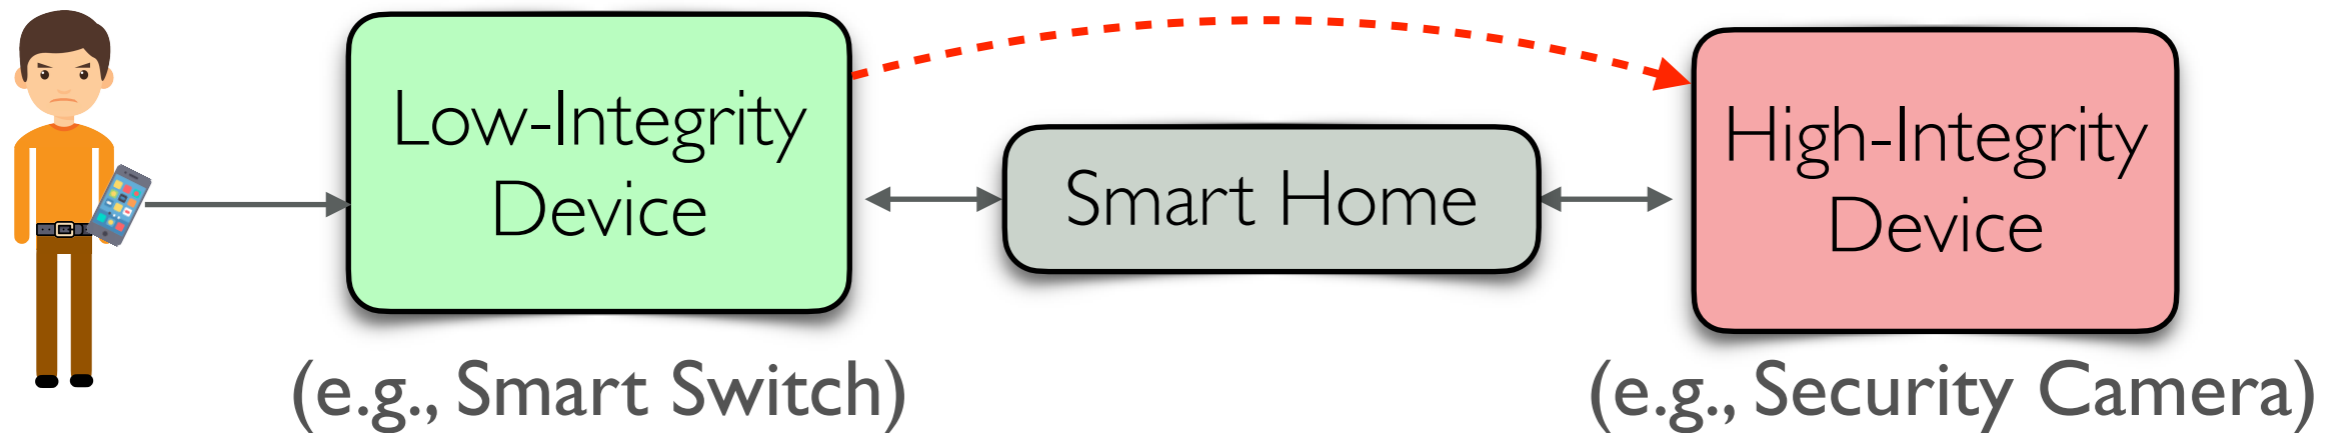 Low-Integrity
Device
Smart Home
High-Integrity
Device
(e.g., Smart Switch)
(e.g., Security Camera)